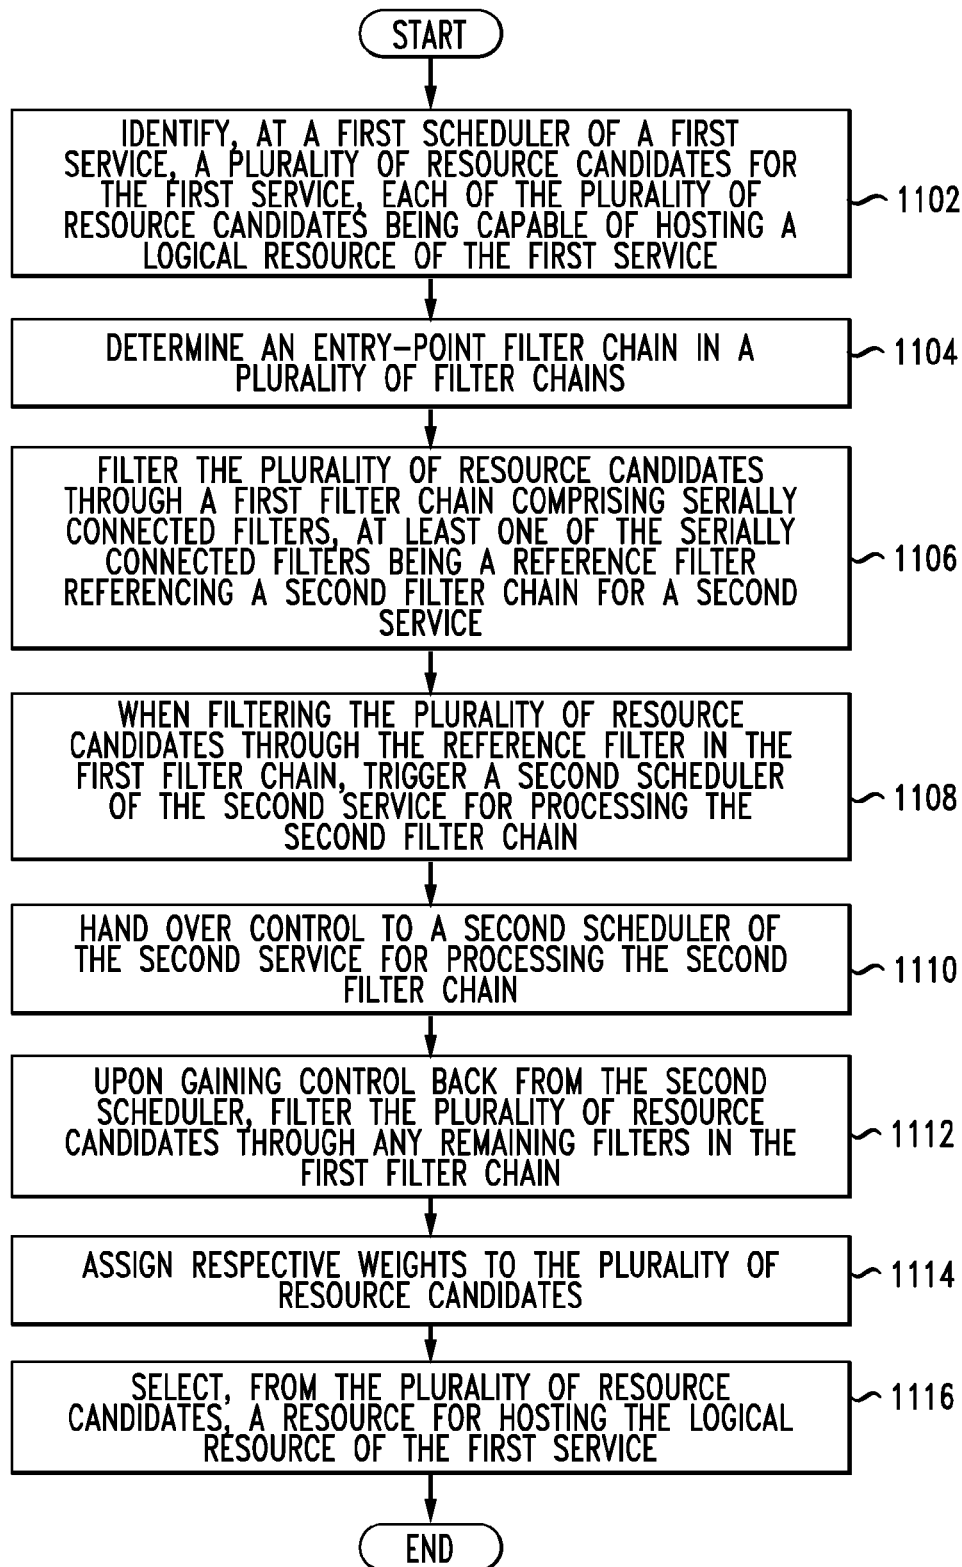 START
IDENTIFY, AT A FIRST SCHEDULER OF A FIRST
SERVICE, A PLURALITY OF RESOURCE CANDIDATES FOR
THE FIRST SERVICE, EACH OF THE PLURALITY OF
RESOURCE CANDIDATES BEING CAPABLE OF HOSTING A
LOGICAL RESOURCE OF THE FIRST SERVICE
1102
DETERMINE AN ENTRY-POINT FILTER CHAIN IN A
PLURALITY OF FILTER CHAINS
1104
FILTER THE PLURALITY OF RESOURCE CANDIDATES
THROUGH A FIRST FILTER CHAIN COMPRISING SERIALLY
CONNECTED FILTERS, AT LEAST ONE OF THE SERIALLY
CONNECTED FILTERS BEING A REFERENCE FILTER
REFERENCING A SECOND FILTER CHAIN FOR A SECOND
SERVICE
1106
WHEN FILTERING THE PLURALITY OF RESOURCE
CANDIDATES THROUGH THE REFERENCE FILTER IN THE
FIRST FILTER CHAIN, TRIGGER A SECOND SCHEDULER
OF THE SECOND SERVICE FOR PROCESSING THE
SECOND FILTER CHAIN
1108
HAND OVER CONTROL TO A SECOND SCHEDULER OF
THE SECOND SERVICE FOR PROCESSING THE SECOND
FILTER CHAIN
1110
UPON GAINING CONTROL BACK FROM THE SECOND
SCHEDULER, FILTER THE PLURALITY OF RESOURCE
CANDIDATES THROUGH ANY REMAINING FILTERS IN THE
FIRST FILTER CHAIN
1112
ASSIGN RESPECTIVE WEIGHTS TO THE PLURALITY OF
RESOURCE CANDIDATES
1114
SELECT, FROM THE PLURALITY OF RESOURCE
CANDIDATES, A RESOURCE FOR HOSTING THE LOGICAL
RESOURCE OF THE FIRST SERVICE
1116
END